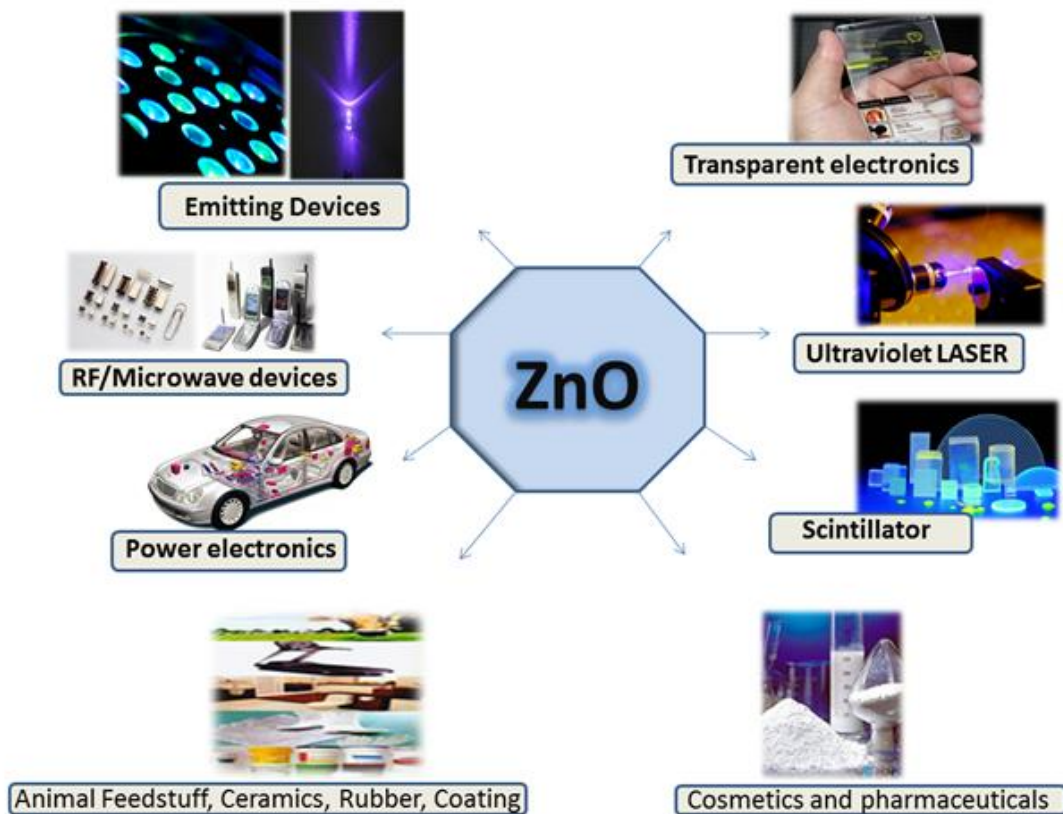 Emitting Devices
Transparent electronics
RF/Microwave devices
Ultraviolet LASER
ZnO
Power electronics
Scintillator
Animal Feedstuff, Ceramics, Rubber, Coating
Cosmetics and pharmaceuticals